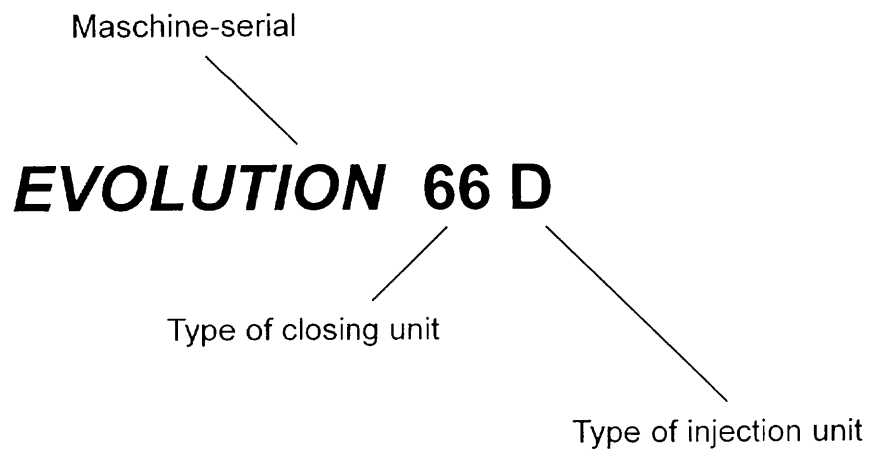 Maschine-serial
EVOLUTION 66 D
Type of closing unit
Type of injection unit